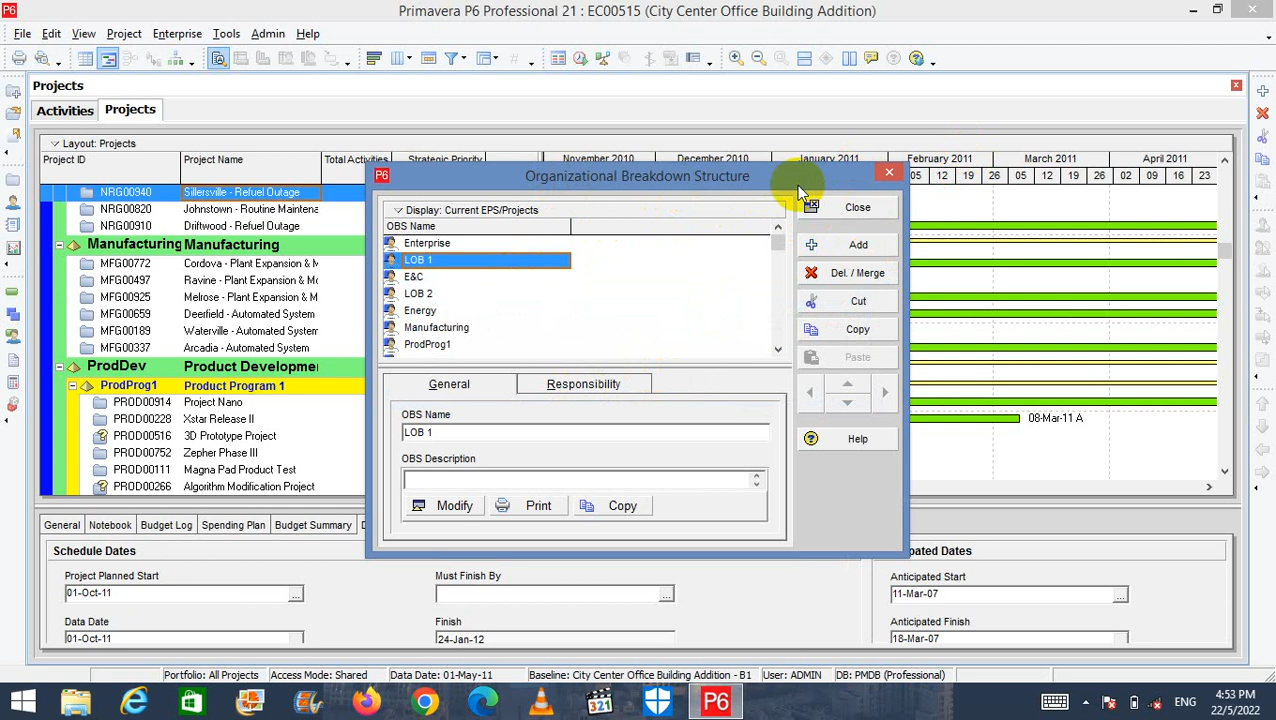 Primavera P6 Professional 21 : EC00515 (City Center Office Building Addition)
File Edit View Project Enterprise Tools Admin Help
Projects
Activities Projects
Layout: Projects
Project ID Project Name Total Activities Strategic Priority November 2010 December 2010 January 2011 February 2011 March 2011 April 2011
05 12 19 26 05 12 19 26 02 09 16 23
NRG00940 Sillersville - Refuel Outage
NRG00820 Johnstown - Routine Maintena
NRG00910 Driftwood - Routine Mainten
Manufacturing Manufacturing
MFG00772 Cordova - Plant Expansion &
MFG00497 Ravine - Plant Expansion & M
MFG00925 Melrose - Plant Expansion &
MFG00659 Deerfield - Automated System
MFG00189 Waterville - Automated System
MFG00337 Arcadia - Automated System
ProdDev Product Developme
ProdProg1 Product Program 1
PROD00914 Project Nano
PROD00228 Xstar Release II
08-Mar-11 A
PROD00516 3D Prototype Project
PROD00752 Zepher Phase III
PROD00111 Magna Pad Product Test
PROD00266 Algorithm Modification Project
P6 Organizational Breakdown Structure
Display: Current EPS/Projects
OBS Name
Enterprise
LOB 1
E&C
LOB 2
Energy
Manufacturing
ProdProg1
Close
Add
Del. / Merge
Cut
Copy
Paste
Help
General Responsibility
OBS Name
LOB 1
OBS Description
Modify Print Copy
General Notebook Budget Log Spending Plan Budget Summary D
Schedule Dates
Project Planned Start
01-Oct-11 ...
Data Date
01-Oct-11
Must Finish By
...
Finish
24-Jan-12
ipated Dates
Anticipated Start
11-Mar-07 ...
Anticipated Finish
18-Mar-07
Portfolio: All Projects Access Mode: Shared Data Date: 01-May-11 Baseline: City Center Office Building Addition - B1 User: ADMIN DB: PMDB (Professional)
321 P6 ENG
4:53 PM
22/5/2022